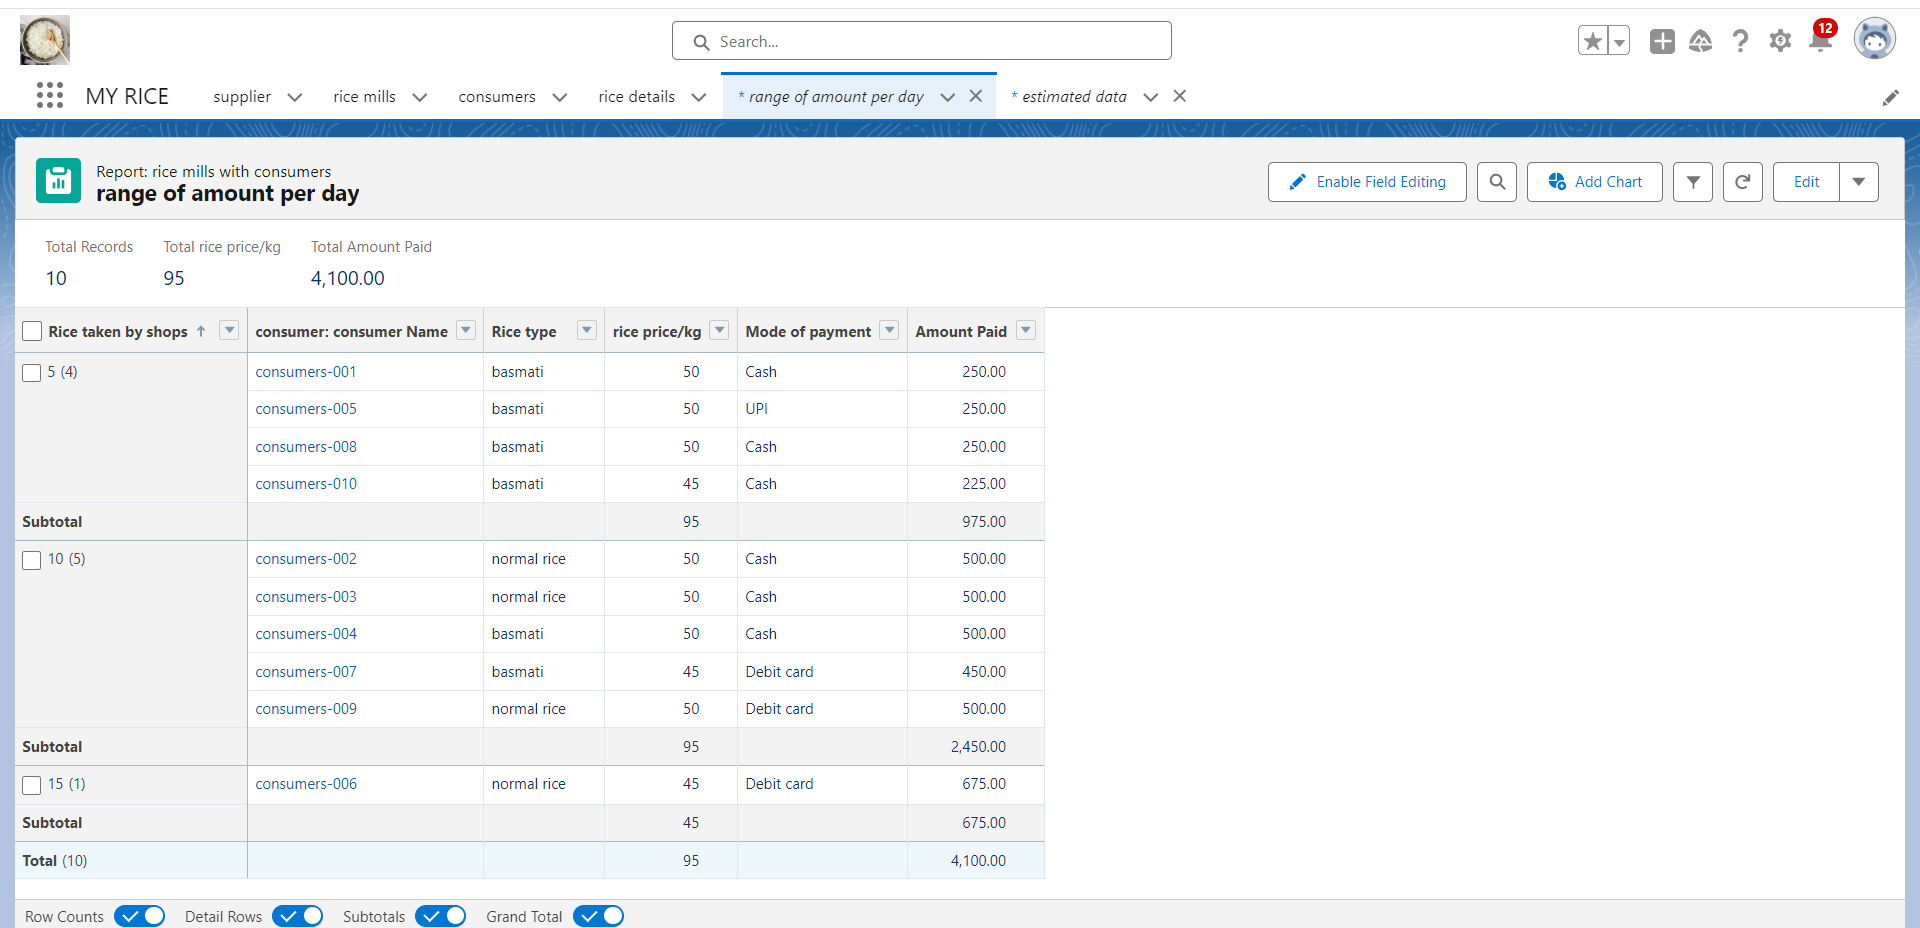 Search...
12
MY RICE supplier rice mills consumers rice details * range of amount per day * estimated data
Report: rice mills with consumers
range of amount per day
Enable Field Editing Add Chart Edit
Total Records Total rice price/kg Total Amount Paid
10 95 4,100.00
Rice taken by shops ↑ consumer: consumer Name Rice type rice price/kg Mode of payment Amount Paid
5 (4) consumers-001 basmati 50 Cash 250.00
consumers-005 basmati 50 UPI 250.00
consumers-008 basmati 50 Cash 250.00
consumers-010 basmati 45 Cash 225.00
Subtotal 95 975.00
10 (5) consumers-002 normal rice 50 Cash 500.00
consumers-003 normal rice 50 Cash 500.00
consumers-004 basmati 50 Cash 500.00
consumers-007 basmati 45 Debit card 450.00
consumers-009 normal rice 50 Debit card 500.00
Subtotal 95 2,450.00
15 (1) consumers-006 normal rice 45 Debit card 675.00
Subtotal 45 675.00
Total (10) 95 4,100.00
Row Counts Detail Rows Subtotals Grand Total